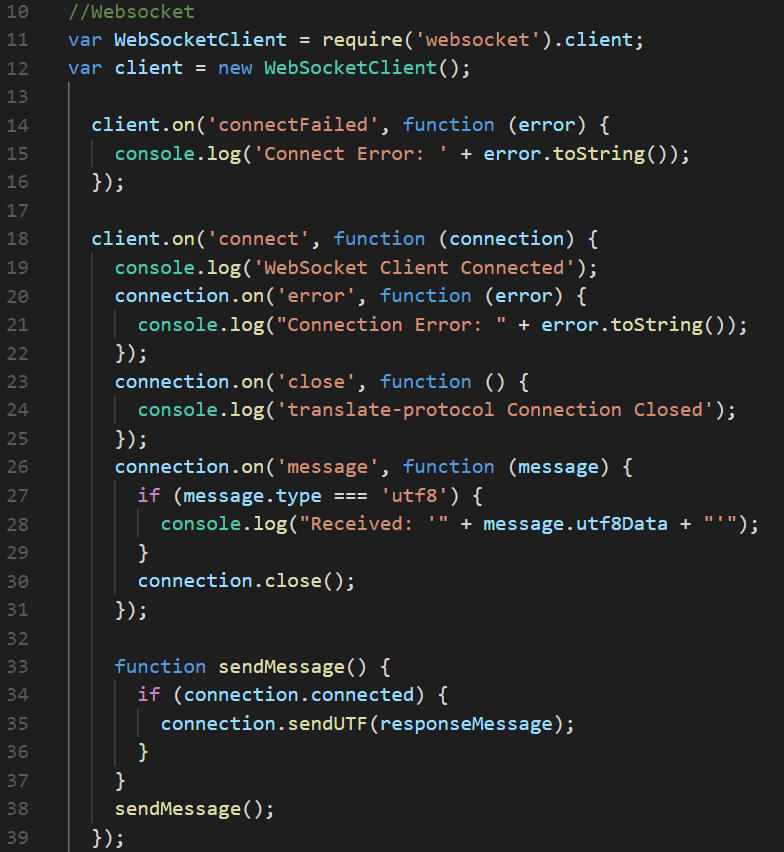 10 //Websocket
11 var WebSocketClient = require('websocket').client;
12 var client = new WebSocketClient();
13
14 client.on('connectFailed', function (error) {
15 console.log('Connect Error: ' + error.toString());
16 });
17
18 client.on('connect', function (connection) {
19 console.log('WebSocket Client Connected');
20 connection.on('error', function (error) {
21 console.log("Connection Error: " + error.toString());
22 });
23 connection.on('close', function () {
24 console.log('translate-protocol Connection Closed');
25 });
26 connection.on('message', function (message) {
27 if (message.type === 'utf8') {
28 console.log("Received: '" + message.utf8Data + "'");
29 }
30 connection.close();
31 });
32
33 function sendMessage() {
34 if (connection.connected) {
35 connection.sendUTF(responseMessage);
36 }
37 }
38 sendMessage();
39 });